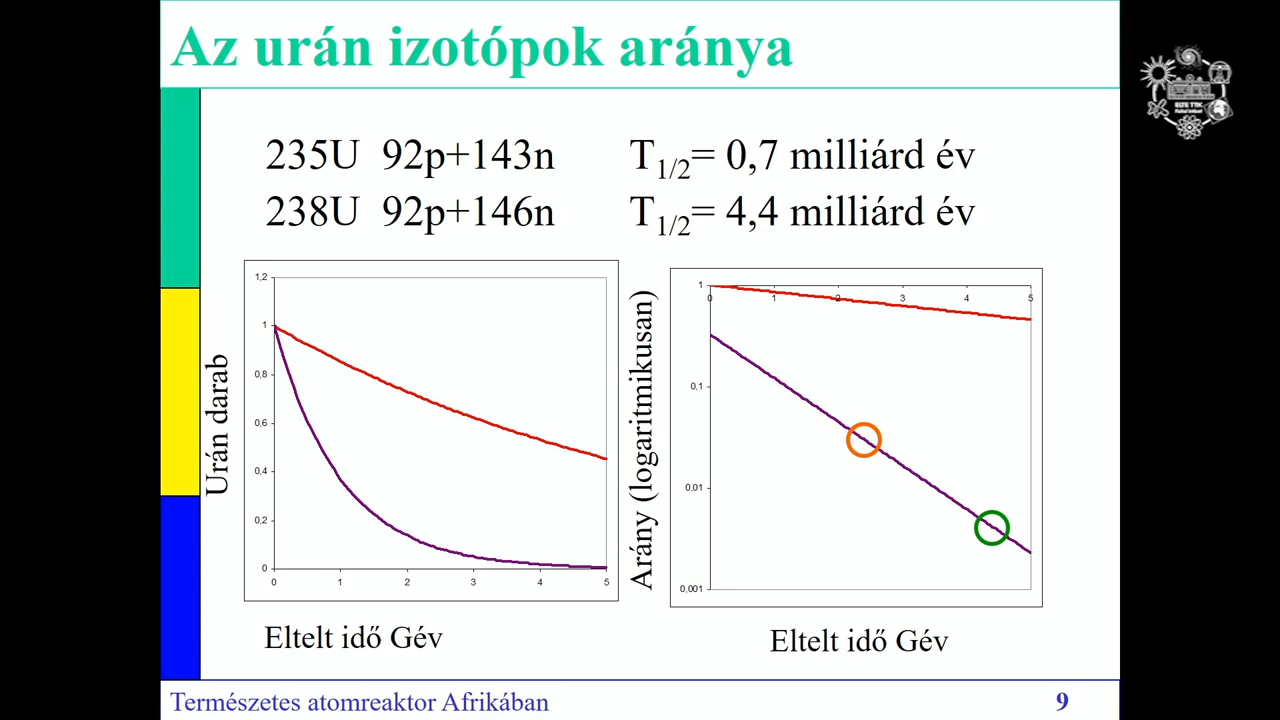 Az urán izotópok aránya
235U 92p+143n T1/2= 0,7 milliárd év
238U 92p+146n T1/2= 4,4 milliárd év
Urán darab
1,2
1
0,8
0,6
0,4
0,2
0
0 1 2 3 4 5
Eltelt idő Gév
Arány (logaritmikusan)
1
0,1
0,01
0,001
0 1 2 3 4 5
Eltelt idő Gév
Természetes atomreaktor Afrikában 9
ELTE TTK